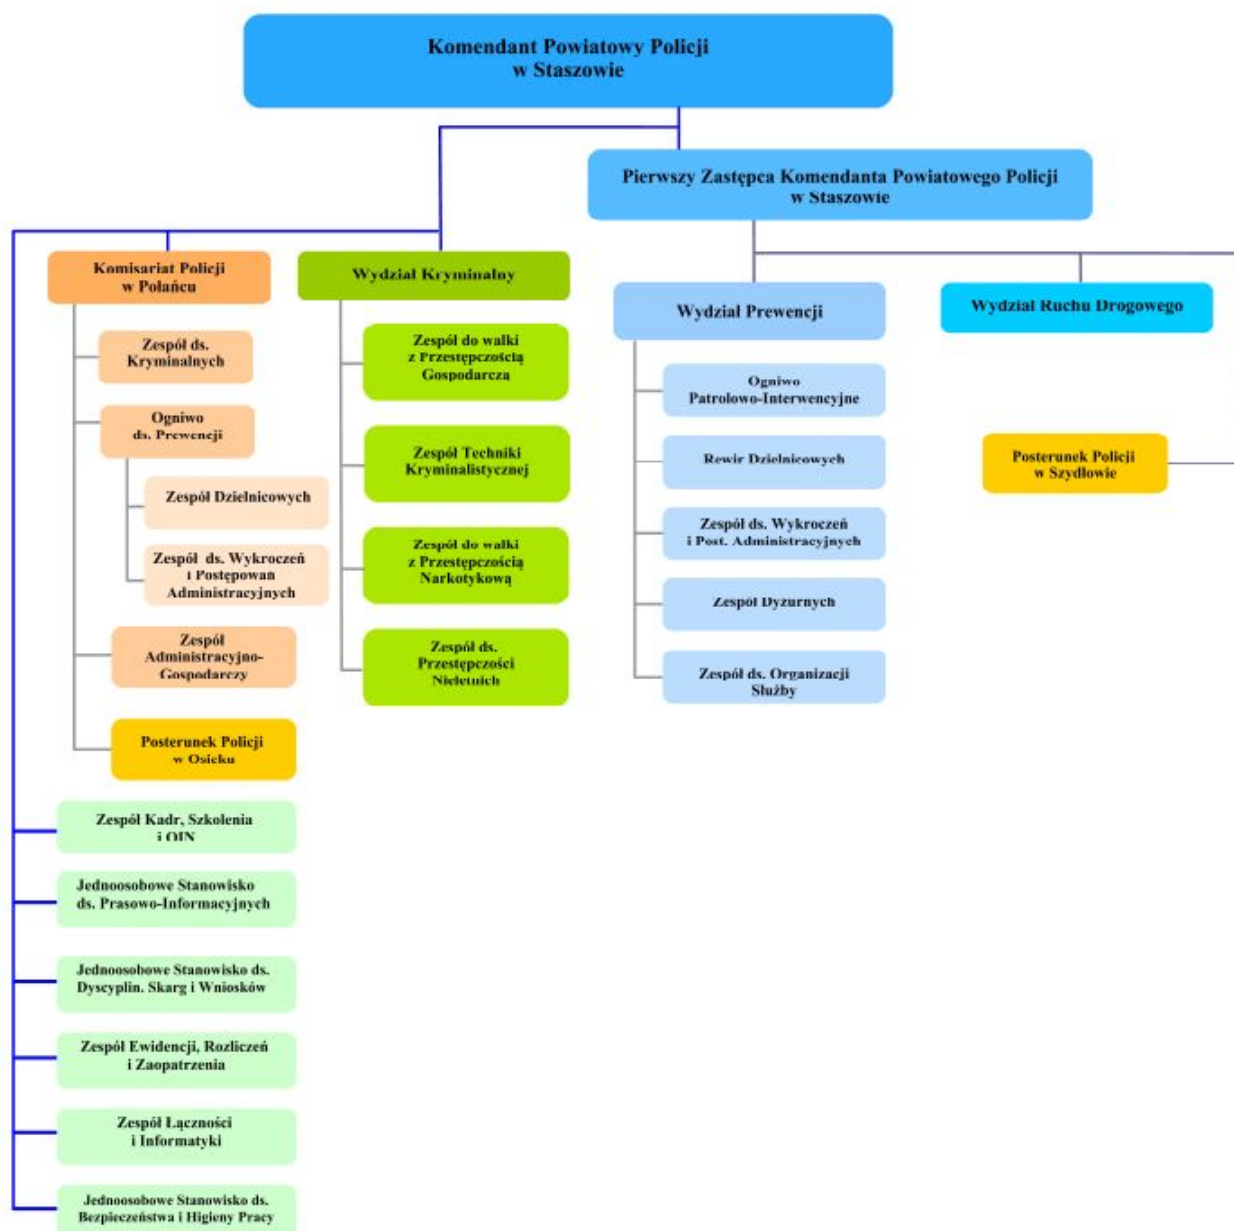 Komendant Powiatowy Policji
w Staszowie
Pierwszy Zastępca Komendanta Powiatowego Policji
w Staszowie
Komisariat Policji
w Połańcu
Zespół ds.
Kryminalnych
Ogniwo
ds. Prewencji
Zespół Dzielnicowych
Zespół ds. Wykroczeń
i Postępowan
Administracyjnych
Zespół
Administracyjno-
Gospodarczy
Posterunek Policji
w Osieku
Wydział Kryminalny
Zespół do walki
z Przestępczością
Gospodarczą
Zespół Techniki
Kryminalistycznej
Zespół do walki
z Przestępczością
Narkotykową
Zespół ds.
Przestępczości
Nieletnich
Wydział Prewencji
Ogniwo
Patrolowo-Interwencyjne
Rewir Dzielnicowych
Zespół ds. Wykroczeń
i Post. Administracyjnych
Zespół Dyzurnych
Zespół ds. Organizacji
Służby
Wydział Ruchu Drogowego
Posterunek Policji
w Szydłowie
Zespół Kadr, Szkolenia
i OIN
Jednoosobowe Stanowisko
ds. Prasowo-Informacyjnych
Jednoosobowe Stanowisko ds.
Dyscyplin. Skarg i Wniosków
Zespół Ewidencji, Rozliczeń
i Zaopatrzenia
Zespół Łączności
i Informatyki
Jednoosobowe Stanowisko ds.
Bezpieczeństwa i Higieny Pracy